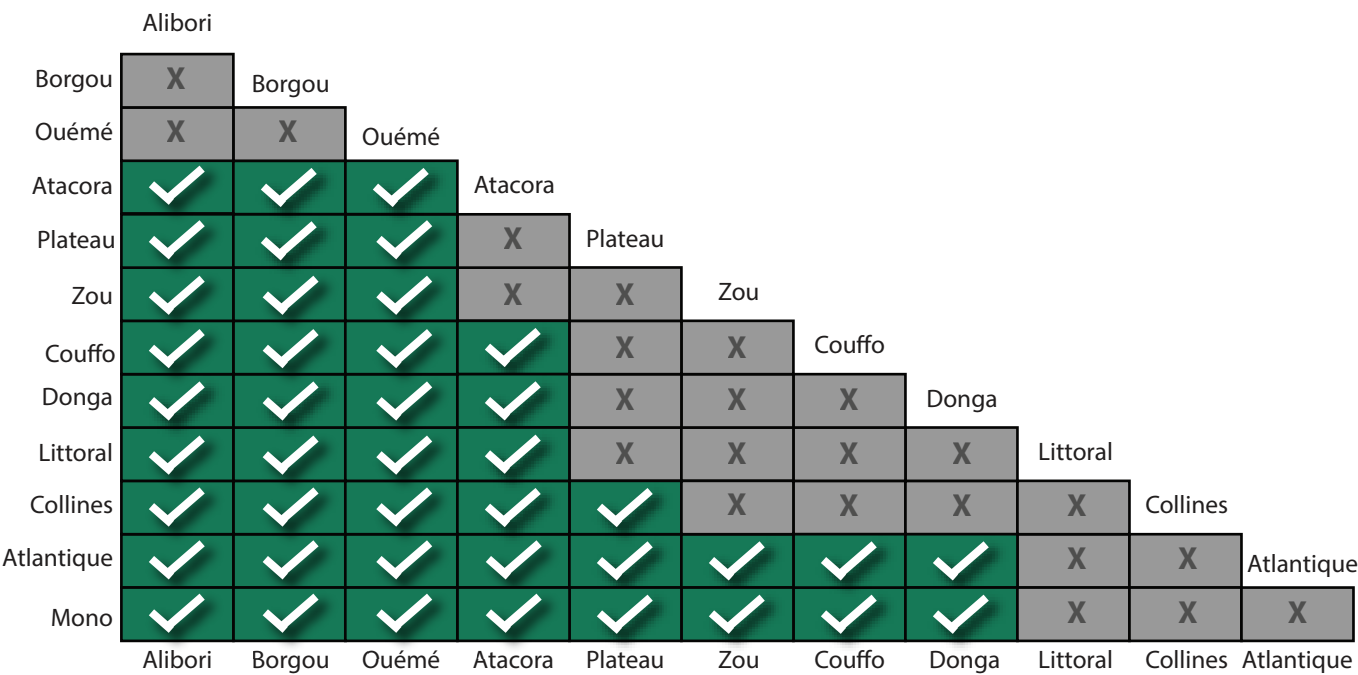 Alibori
Borgou X Borgou
Ouémé X X Ouémé
Atacora Atacora
Plateau X Plateau
Zou X X Zou
Couffo X X Couffo
Donga X X X Donga
Littoral X X X X Littoral
Collines X X X X Collines
Atlantique X X Atlantique
Mono X X X
Alibori Borgou Ouémé Atacora Plateau Zou Couffo Donga Littoral Collines Atlantique